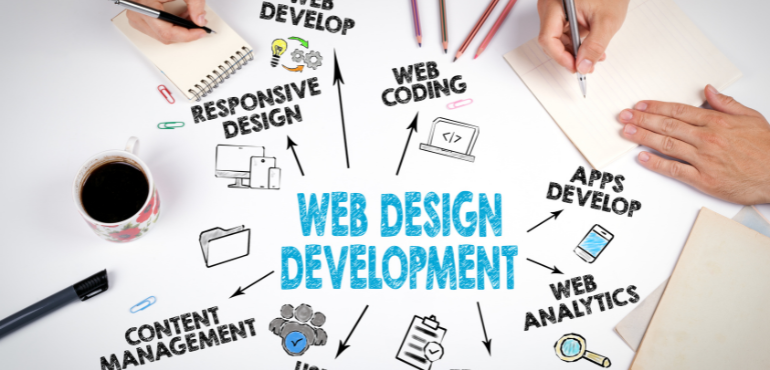 WEB
DEVELOP
RESPONSIVE
DESIGN
WEB
CODING
</>
APPS
DEVELOP
WEB DESIGN
DEVELOPMENT
WEB
ANALYTICS
CONTENT
MANAGEMENT